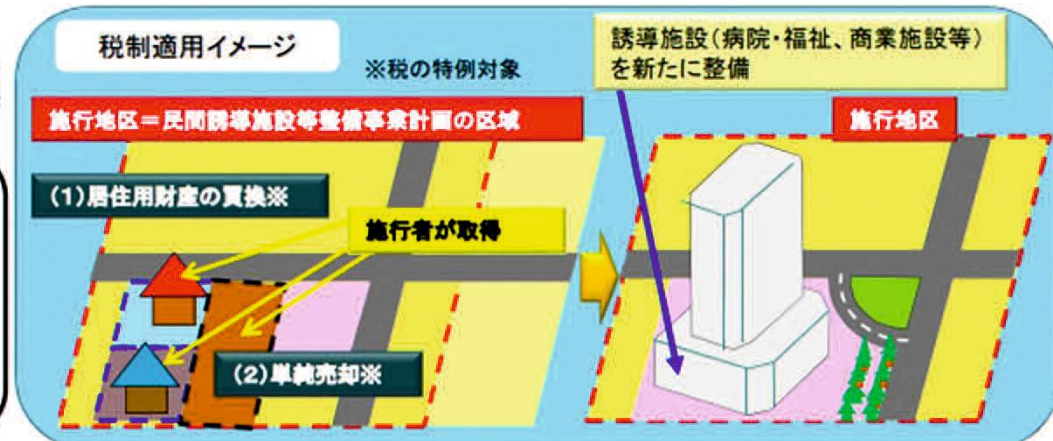 税制適用イメージ
※税の特例対象
誘導施設(病院・福祉、商業施設等)
を新たに整備
施行地区=民間誘導施設等整備事業計画の区域
施行地区
(1)居住用財産の買換※
施行者が取得
(2)単純売却※